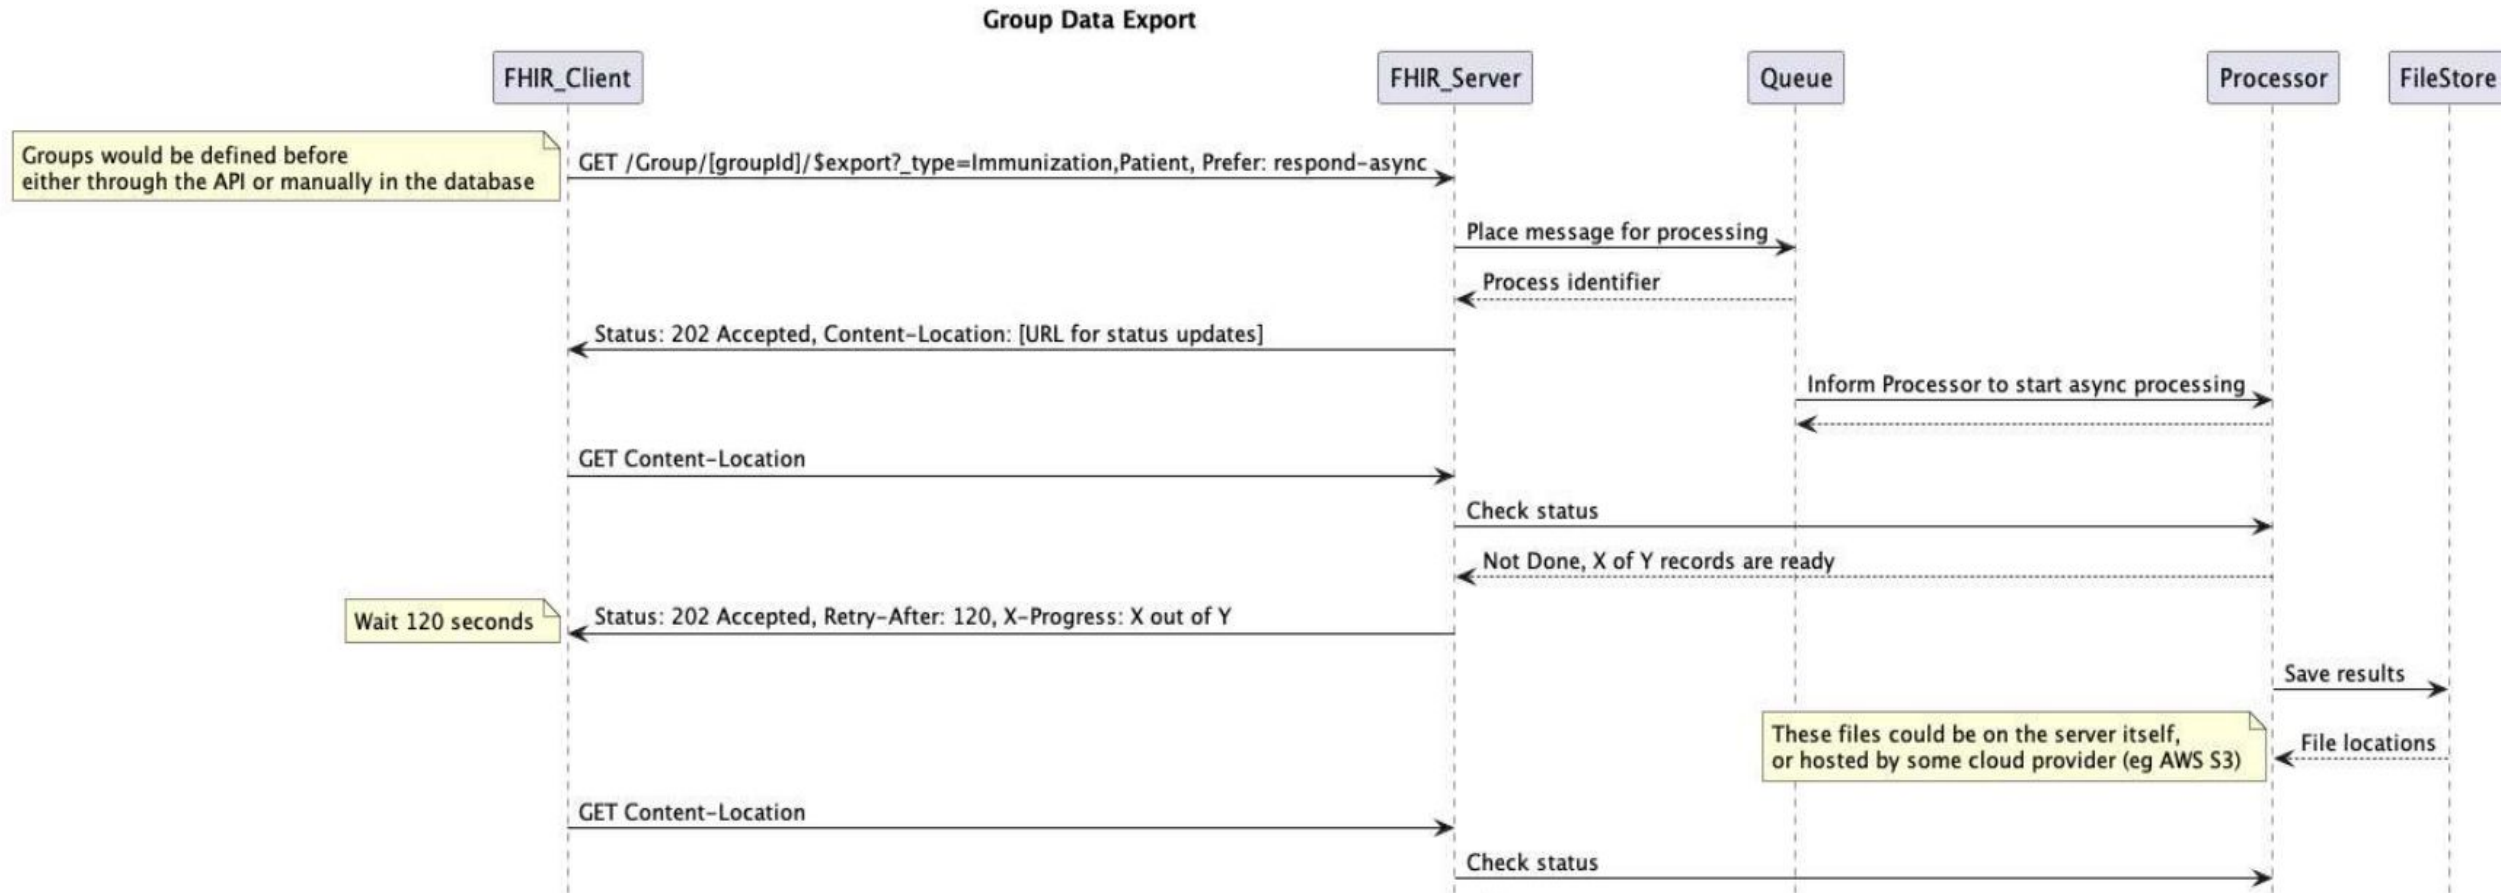 Group Data Export
FHIR_Client
FHIR_Server
Queue
Processor
FileStore
Groups would be defined before
either through the API or manually in the database
GET /Group/[groupId]/$export?_type=Immunization,Patient, Prefer: respond-async
Place message for processing
Process identifier
Status: 202 Accepted, Content-Location: [URL for status updates]
Inform Processor to start async processing
GET Content-Location
Check status
Not Done, X of Y records are ready
Wait 120 seconds
Status: 202 Accepted, Retry-After: 120, X-Progress: X out of Y
Save results
These files could be on the server itself,
or hosted by some cloud provider (eg AWS S3)
File locations
GET Content-Location
Check status